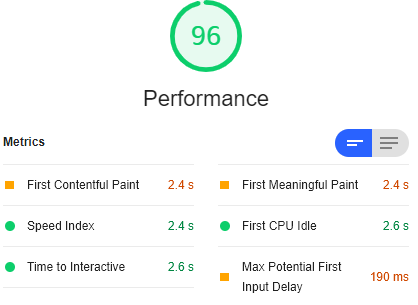 96
Performance
Metrics
First Contentful Paint 2.4 s
First Meaningful Paint 2.4 s
Speed Index 2.4 s
First CPU Idle 2.6 s
Time to Interactive 2.6 s
Max Potential First
Input Delay 190 ms